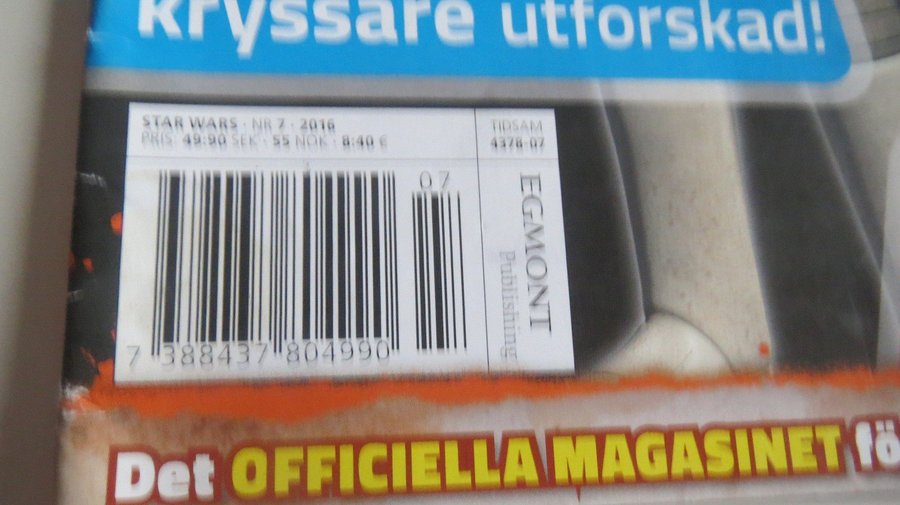 kryssare utforskad!
STAR WARS · NR 7 · 2016
PRIS: 49:90 SEK · 55 NOK · 8:40 €
TIDSAM
4378-07
07
EGMONT
Publishing
7 388437 804990
Det OFFICIELLA MAGASINET fö